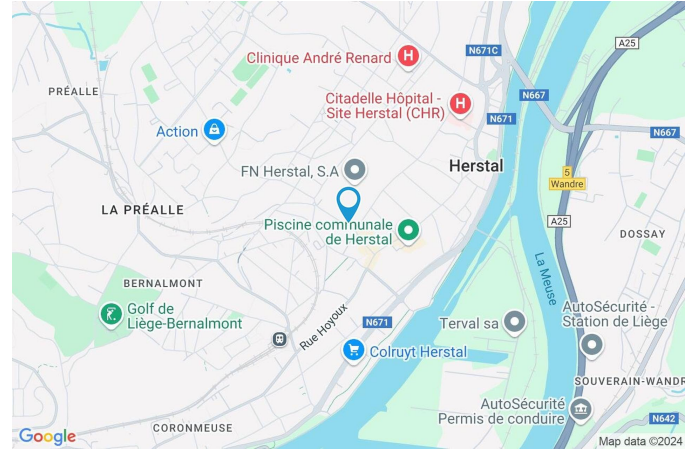 N671C
A25
Clinique André Renard
H
N667
PRÉALLE
Citadelle Hôpital -
Site Herstal (CHR)
H
N671
N667
Action
FN Herstal, S.A
Herstal
5
Wandre
LA PRÉALLE
A25
Piscine communale
de Herstal
DOSSAY
La Meuse
BERNALMONT
Golf de
Liège-Bernalmont
Rue Hoyoux
N671
Terval sa
AutoSécurité -
Station de Liège
Colruyt Herstal
SOUVERAIN-WANDR
AutoSécurité
Permis de conduire
N642
CORONMEUSE
Google
Map data ©2024